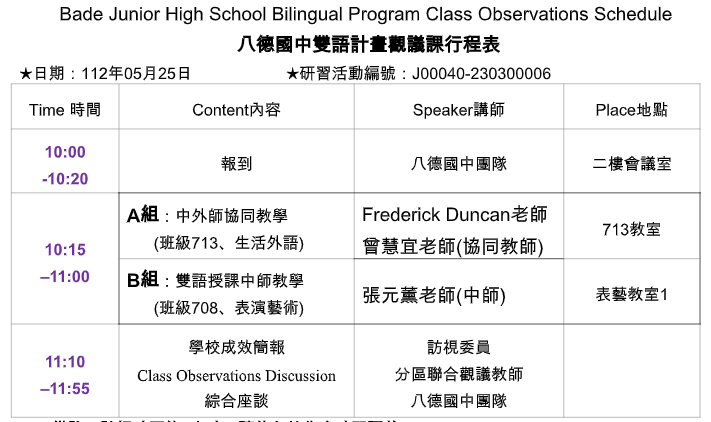 Bade Junior High School Bilingual Program Class Observations Schedule
八德國中雙語計畫觀議課行程表
★日期：112年05月25日 ★研習活動編號：J00040-230300006
Time 時間 Content內容 Speaker講師 Place地點
10:00
-10:20
報到
八德國中團隊
二樓會議室
10:15
–11:00
A組：中外師協同教學
(班級713、生活外語)
Frederick Duncan老師
曾慧宜老師(協同教師)
713教室
B組：雙語授課中師教學
(班級708、表演藝術)
張元薰老師(中師)
表藝教室1
11:10
–11:55
學校成效簡報
Class Observations Discussion
綜合座談
訪視委員
分區聯合觀議教師
八德國中團隊